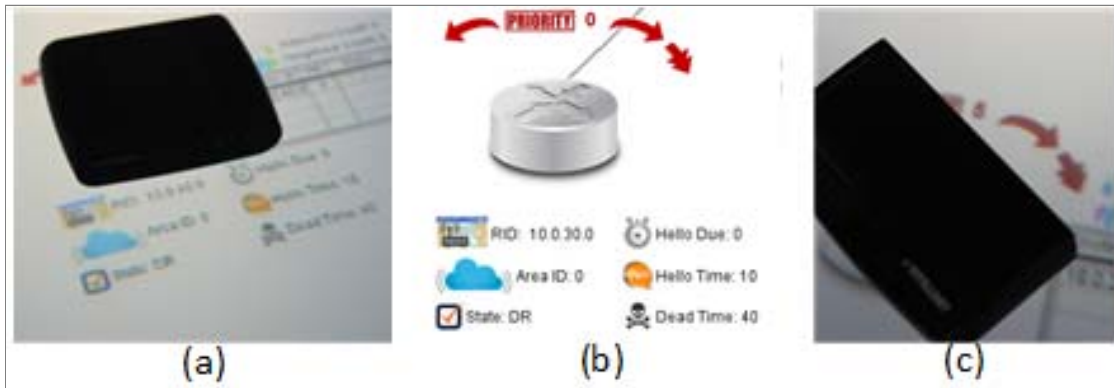 PRIORITY 0
RID: 10.0.30.0
Hello Due: 0
Area ID: 0
Hello Time: 10
State: DR
Dead Time: 40
Hello Due:
Hello Time: 10
Area ID: 0
Dead Time: 40
State: DR
5
(a)
(b)
(c)